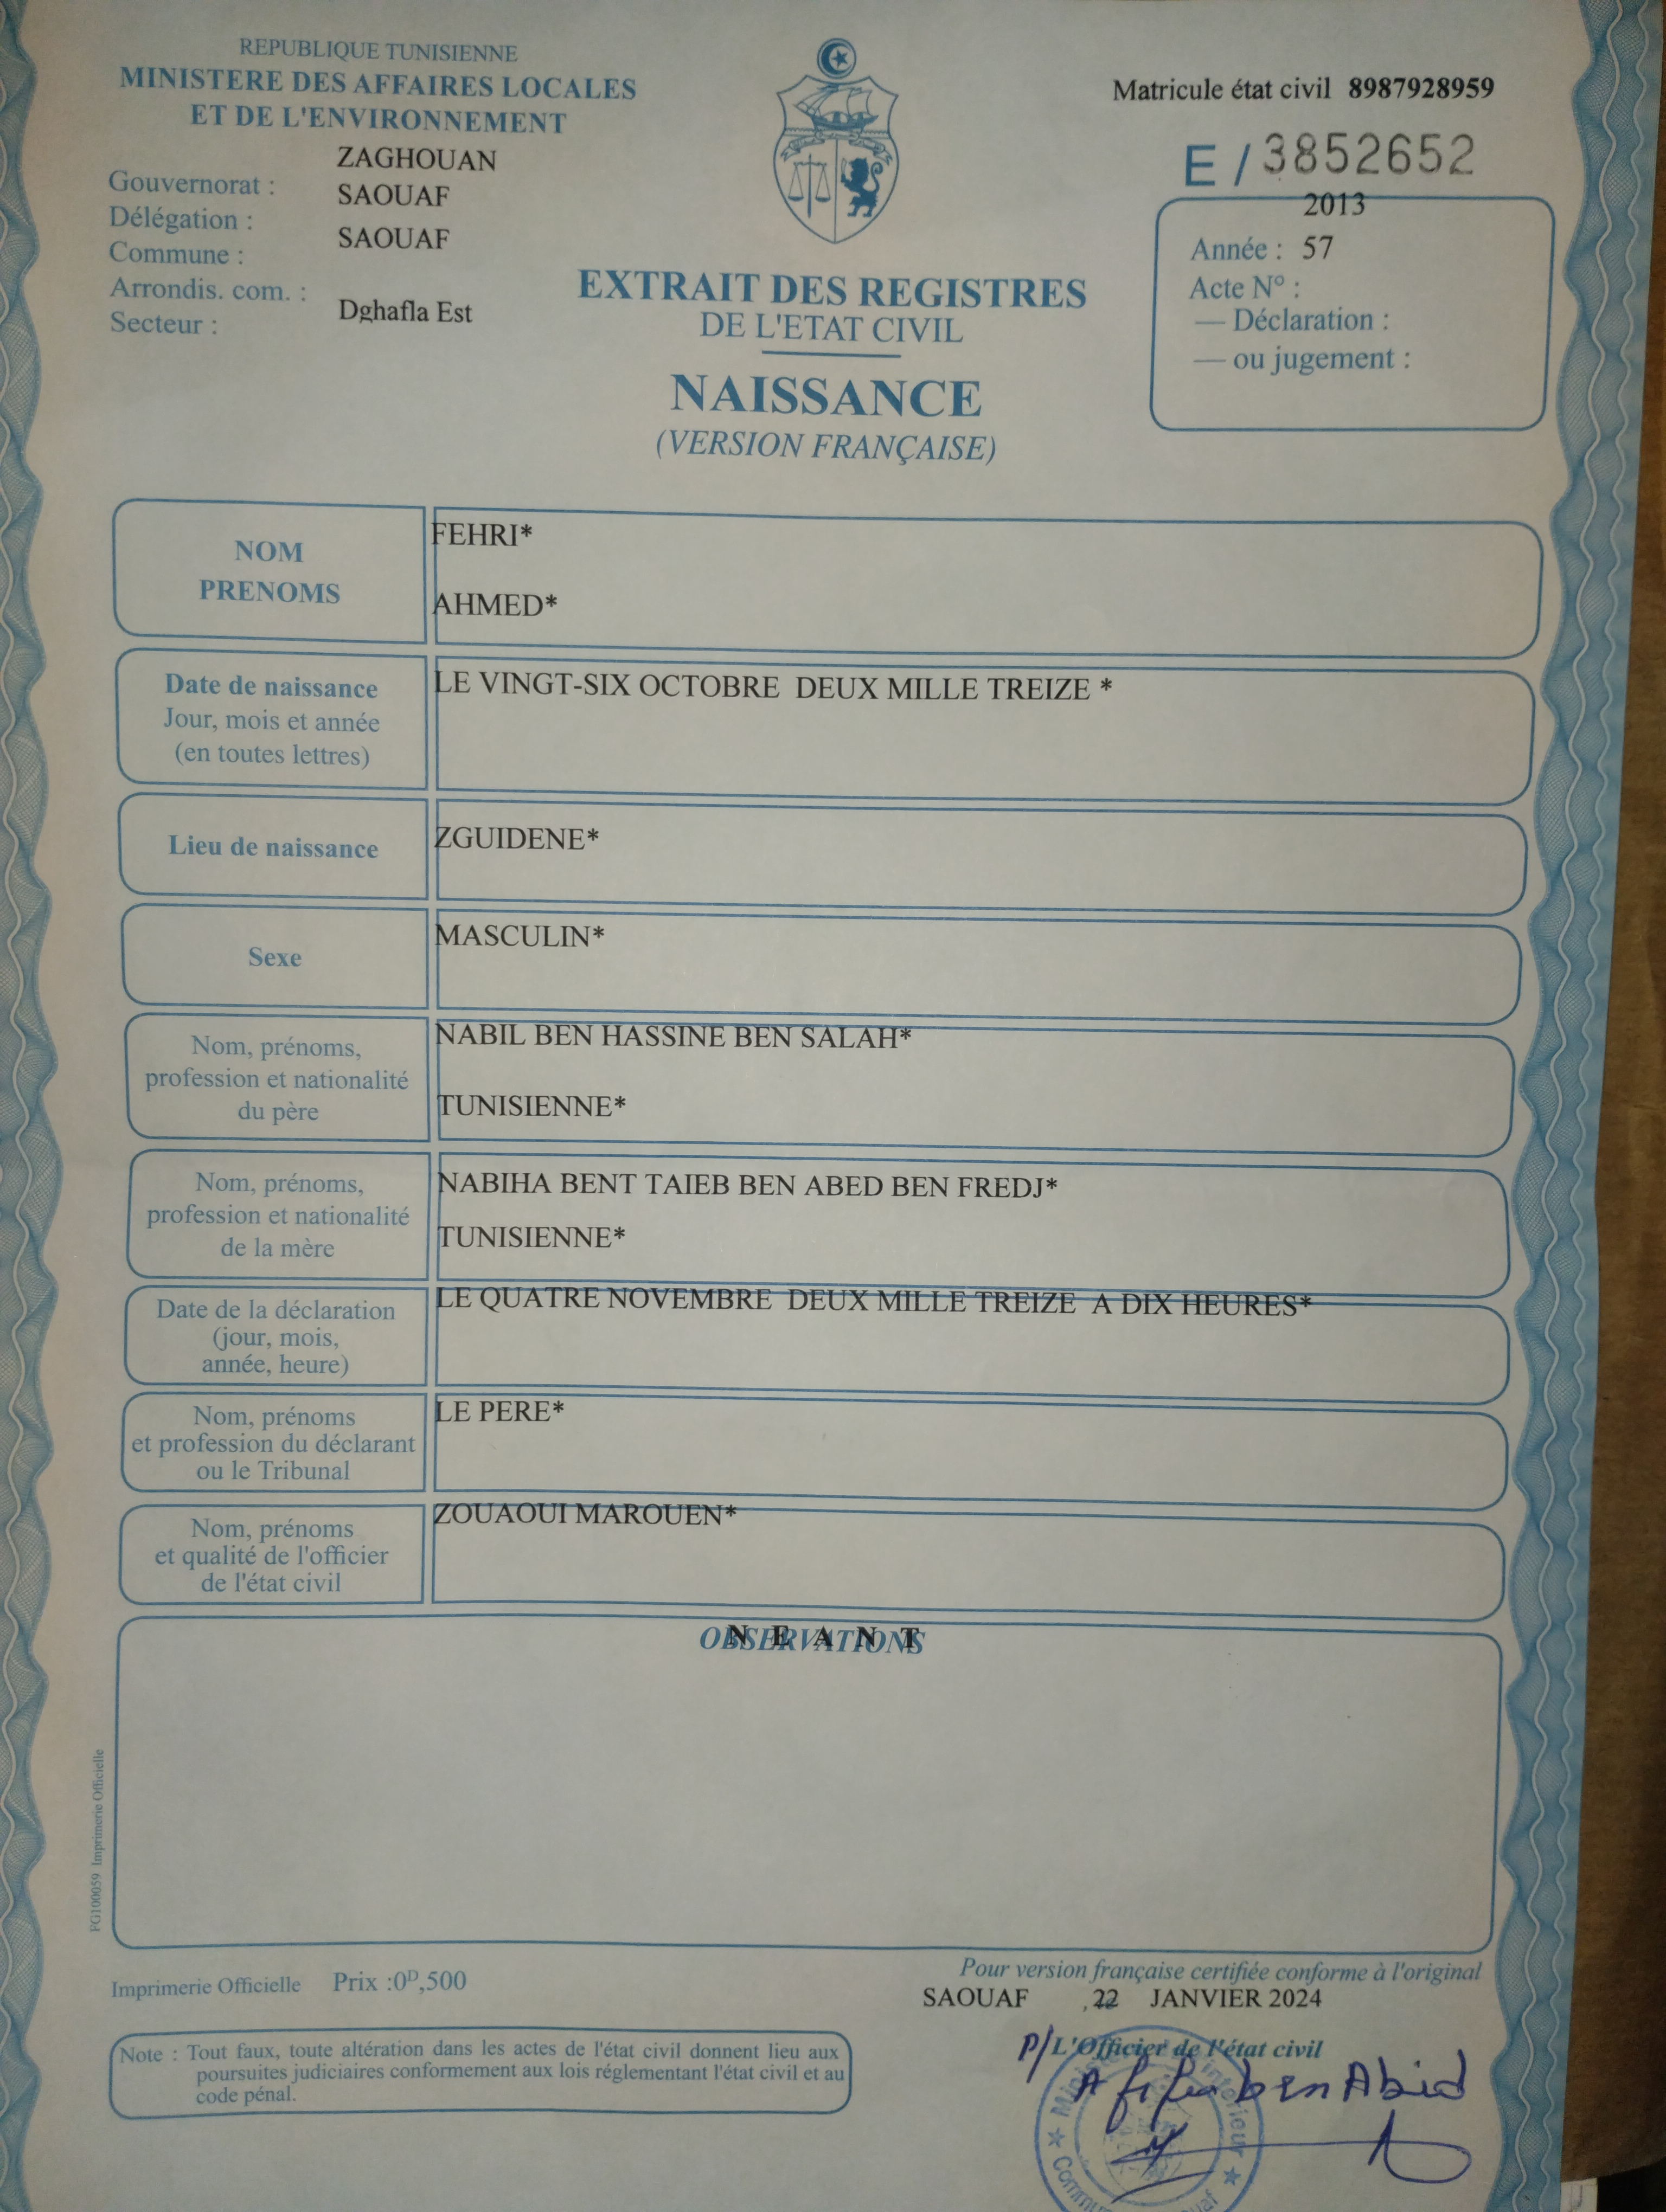 REPUBLIQUE TUNISIENNE
MINISTERE DES AFFAIRES LOCALES
ET DE L'ENVIRONNEMENT
ZAGHOUAN
Gouvernorat :
SAOUAF
Délégation :
SAOUAF
Commune :
Arrondis. com. :
Dghafla Est
Secteur :
Matricule état civil 8987928959
E / 3852652
2013
Année : 57
Acte N° :
— Déclaration :
— ou jugement :
EXTRAIT DES REGISTRES
DE L'ETAT CIVIL
NAISSANCE
(VERSION FRANÇAISE)
NOM
PRENOMS
FEHRI*
AHMED*
Date de naissance
Jour, mois et année
(en toutes lettres)
LE VINGT-SIX OCTOBRE DEUX MILLE TREIZE *
Lieu de naissance
ZGUIDENE*
Sexe
MASCULIN*
Nom, prénoms,
profession et nationalité
du père
NABIL BEN HASSINE BEN SALAH*
TUNISIENNE*
Nom, prénoms,
profession et nationalité
de la mère
NABIHA BENT TAIEB BEN ABED BEN FREDJ*
TUNISIENNE*
Date de la déclaration
(jour, mois,
année, heure)
LE QUATRE NOVEMBRE DEUX MILLE TREIZE A DIX HEURES*
Nom, prénoms
et profession du déclarant
ou le Tribunal
LE PERE*
Nom, prénoms
et qualité de l'officier
de l'état civil
ZOUAOUI MAROUEN*
OBSERVATIONS
N E A N T
FG100059 Imprimerie Officielle
Imprimerie Officielle Prix :0D,500
Pour version française certifiée conforme à l'original
SAOUAF ,22 JANVIER 2024
P/L'Officier de l'état civil
ben Abid
Note : Tout faux, toute altération dans les actes de l'état civil donnent lieu aux
poursuites judiciaires conformement aux lois réglementant l'état civil et au
code pénal.